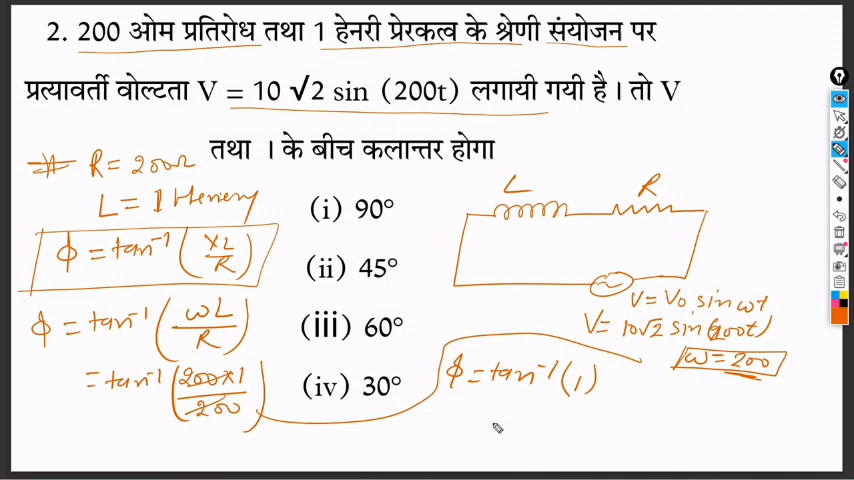 2. 200 ओम प्रतिरोध तथा 1 हेनरी प्रेरकत्व के श्रेणी संयोजन पर
प्रत्यावर्ती वोल्टता V = 10 √2 sin (200t) लगायी गयी है। तो V
तथा । के बीच कलान्तर होगा
R = 200Ω
L = 1 Henery
ϕ = tan⁻¹ (XL/R)
ϕ = tan⁻¹ (ωL/R)
= tan⁻¹ (200×1/200)
(i) 90°
(ii) 45°
(iii) 60°
(iv) 30°
L R
V = V₀ sin ωt
V = 10√2 sin (200t)
ω = 200
ϕ = tan⁻¹ (1)